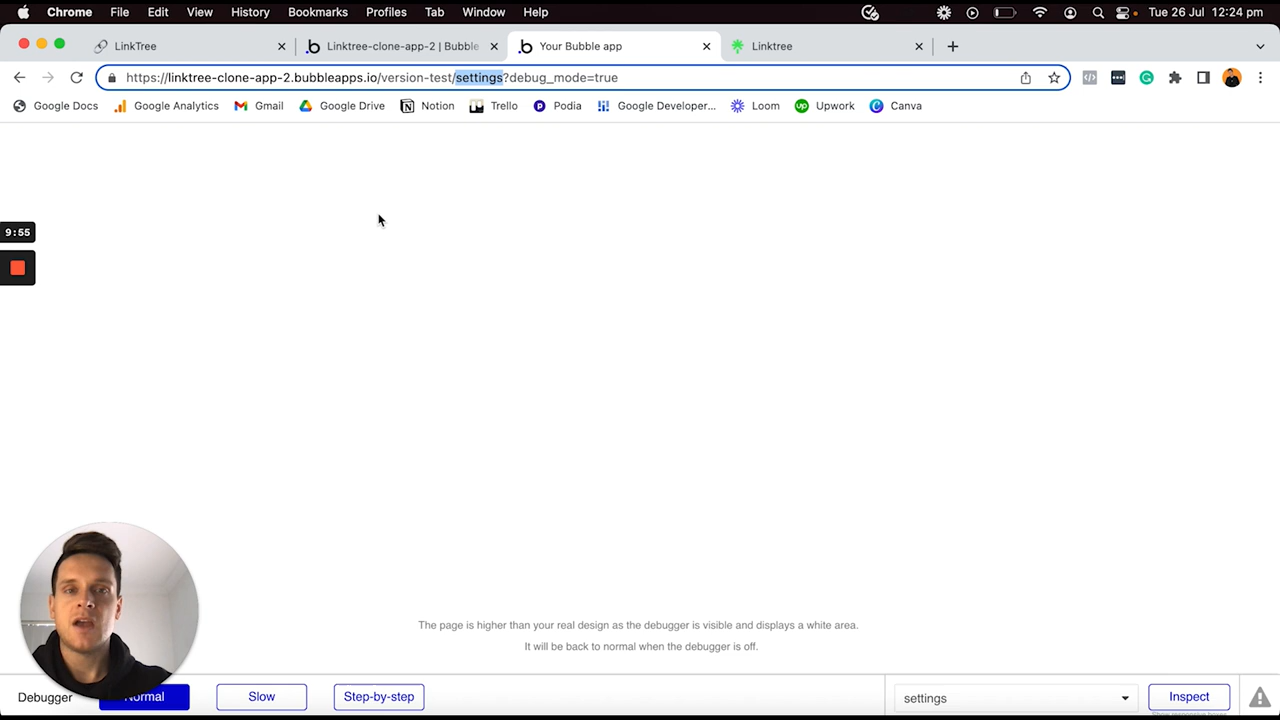 Chrome File Edit View History Bookmarks Profiles Tab Window Help Tue 26 Jul 12:24 pm
LinkTree Linktree-clone-app-2 | Bubble Your Bubble app Linktree
https://linktree-clone-app-2.bubbleapps.io/version-test/settings?debug_mode=true
Google Docs Google Analytics Gmail Google Drive Notion Trello Podia Google Developer... Loom Upwork Canva
9:55
The page is higher than your real design as the debugger is visible and displays a white area.
It will be back to normal when the debugger is off.
Debugger Normal Slow Step-by-step settings Inspect